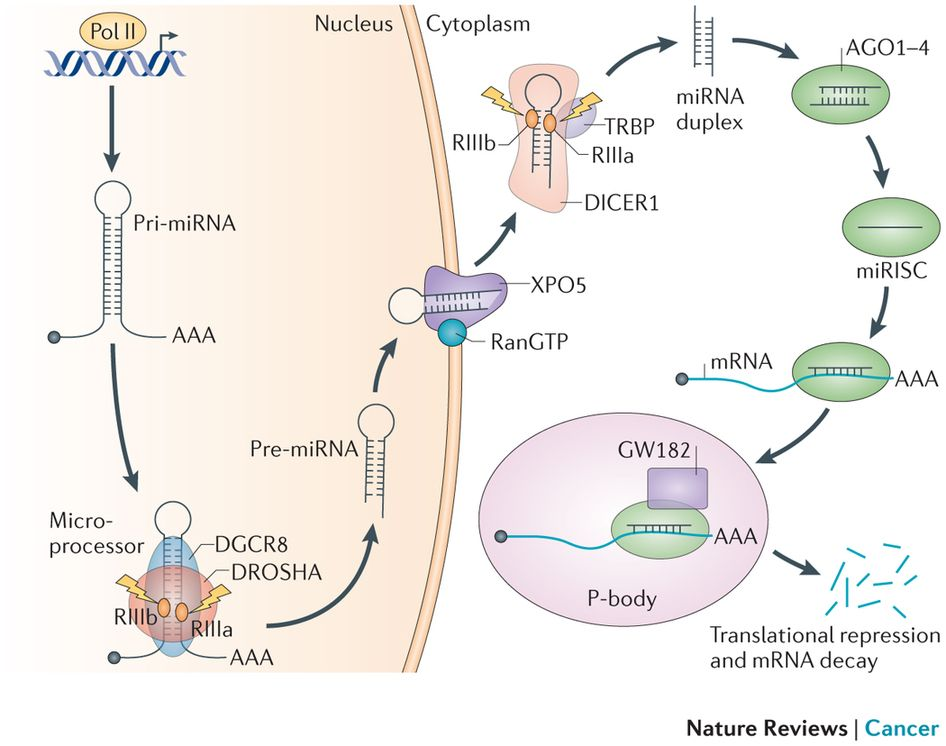 Pol II
Nucleus
Cytoplasm
Pri-miRNA
AAA
Micro-
processor
DGCR8
DROSHA
RIIIb
RIIIa
AAA
Pre-miRNA
XPO5
RanGTP
RIIIb
TRBP
RIIIa
DICER1
miRNA
duplex
AGO1–4
miRISC
mRNA
AAA
GW182
AAA
P-body
Translational repression
and mRNA decay
Nature Reviews | Cancer